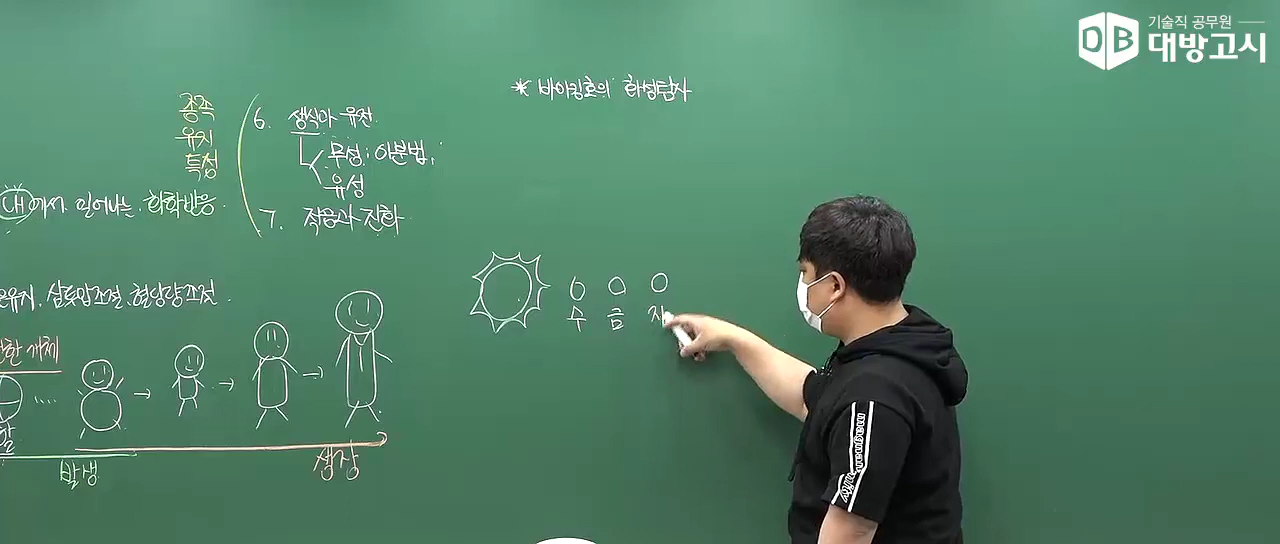 기술직 공무원
대방고시
DB
* 바이킹호의 화성탐사
종족
유지
특성
6. 생식과 유전
무성 : 이분법,
유성
7. 적응과 진화
내에서 일어나는 화학반응
온유지. 삼투압조절. 혈당량조절.
한 개체
발생
생장
수 금 지